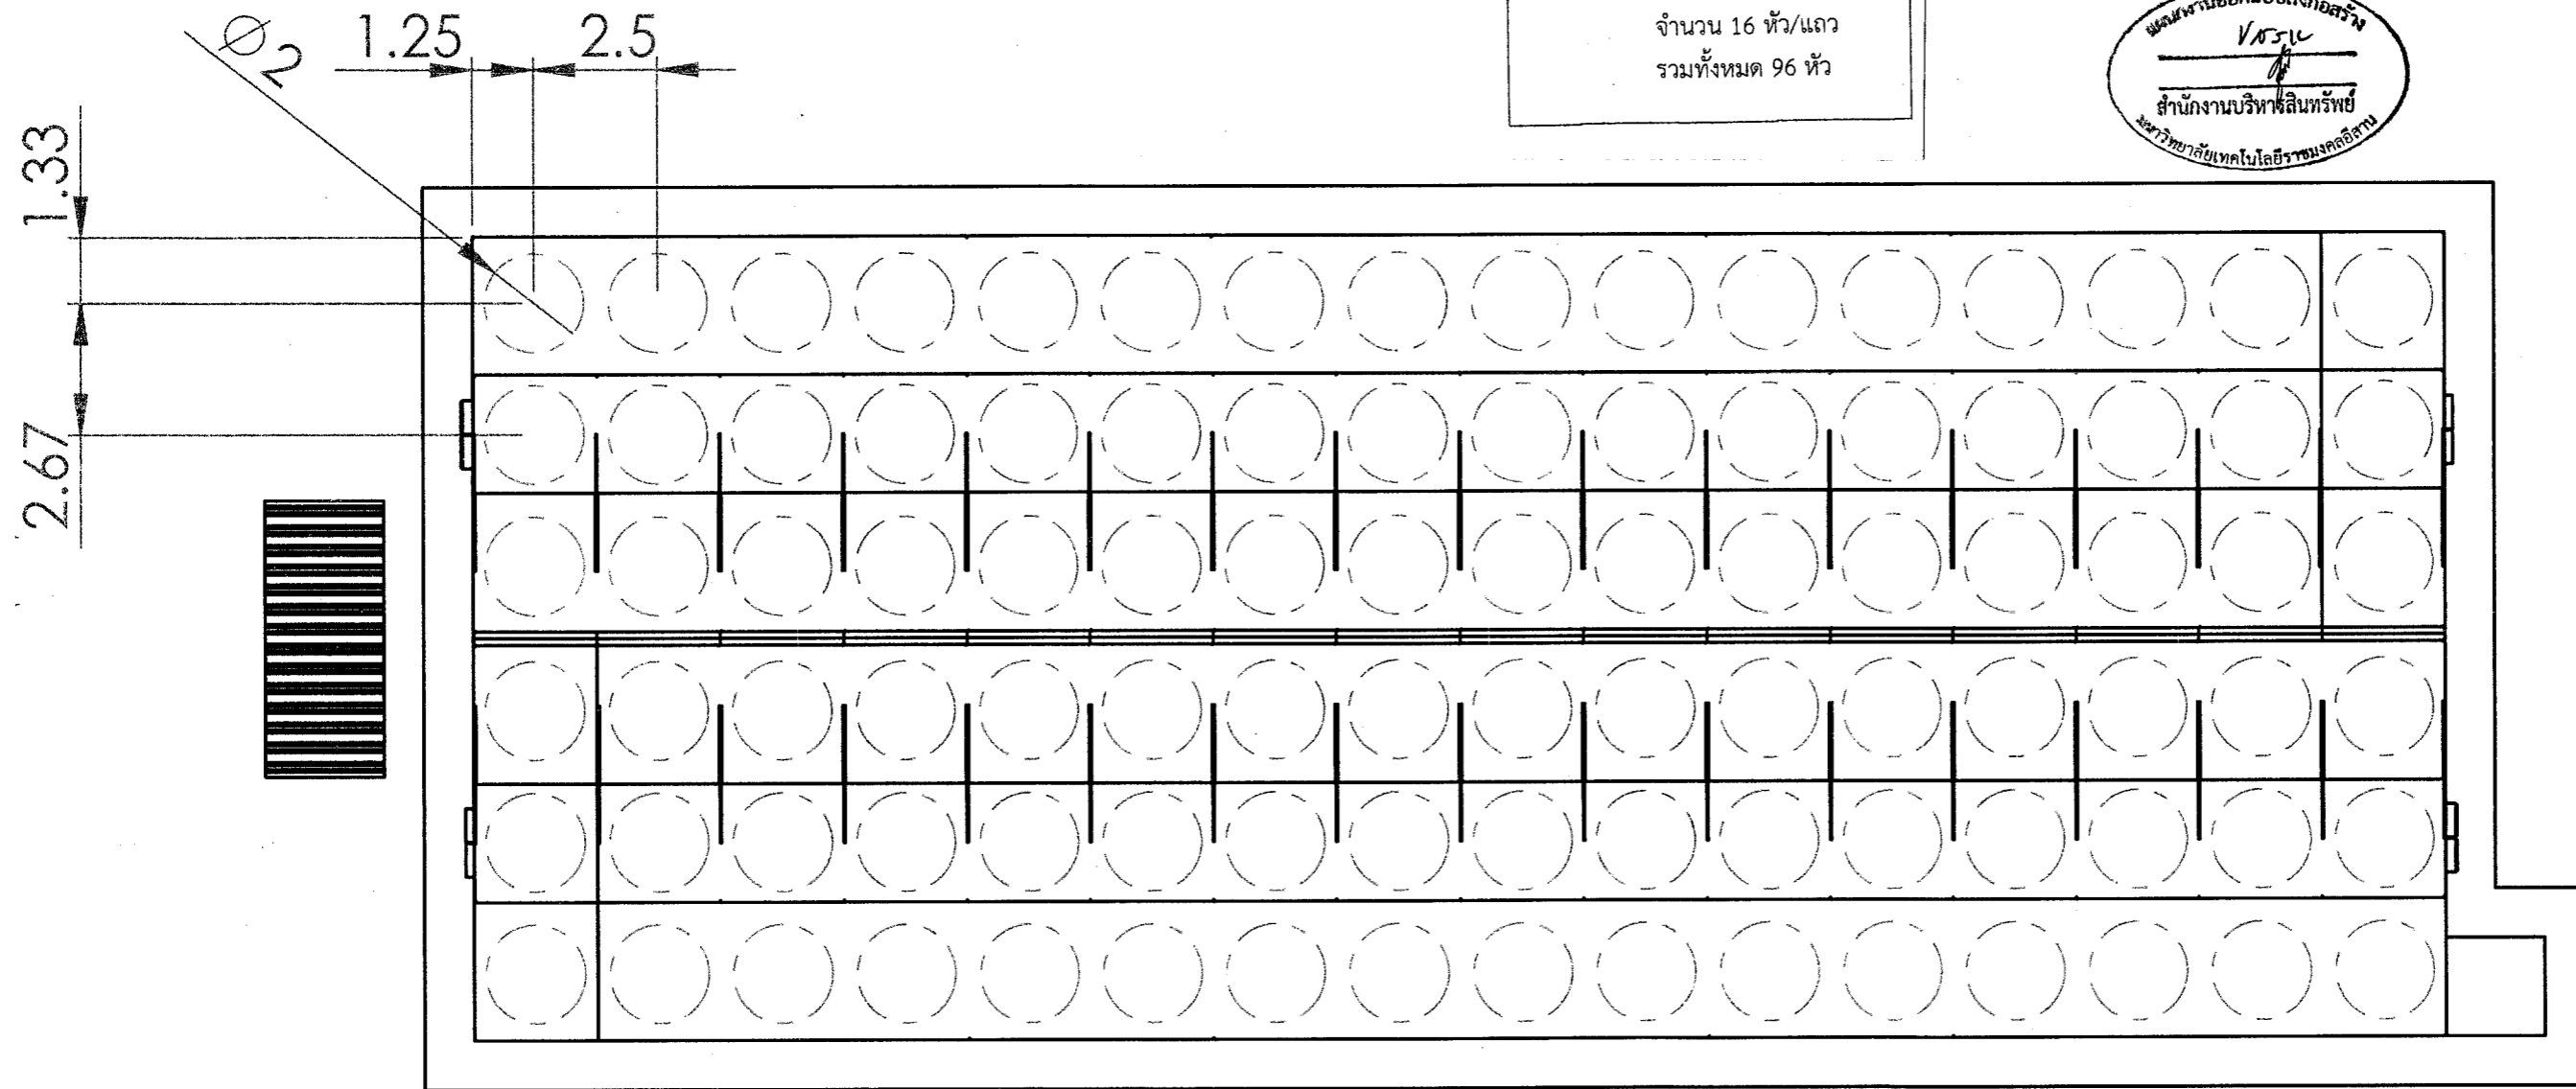 จำนวน 16 หัว/แถว
รวมทั้งหมด 96 หัว
สำนักงานบริหารสินทรัพย์
มหาวิทยาลัยเทคโนโลยีราชมงคลอีสาน
∅2
1.25
2.5
1.33
2.67